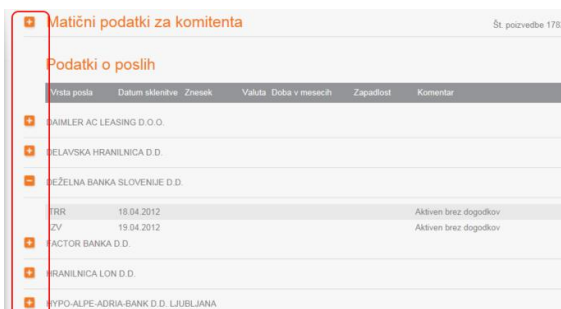 Matični podatki za komitenta
Št. poizvedbe 178
Podatki o poslih
Vrsta posla Datum sklenitve Znesek Valuta Doba v mesecih Zapadlost Komentar
DAIMLER AC LEASING D.O.O.
DELAVSKA HRANILNICA D.D.
DEŽELNA BANKA SLOVENIJE D.D.
TRR 18.04.2012 Aktiven brez dogodkov
IZV 19.04.2012 Aktiven brez dogodkov
FACTOR BANKA D.D.
HRANILNICA LON D.D.
HYPO-ALPE-ADRIA-BANK D.D. LJUBLJANA